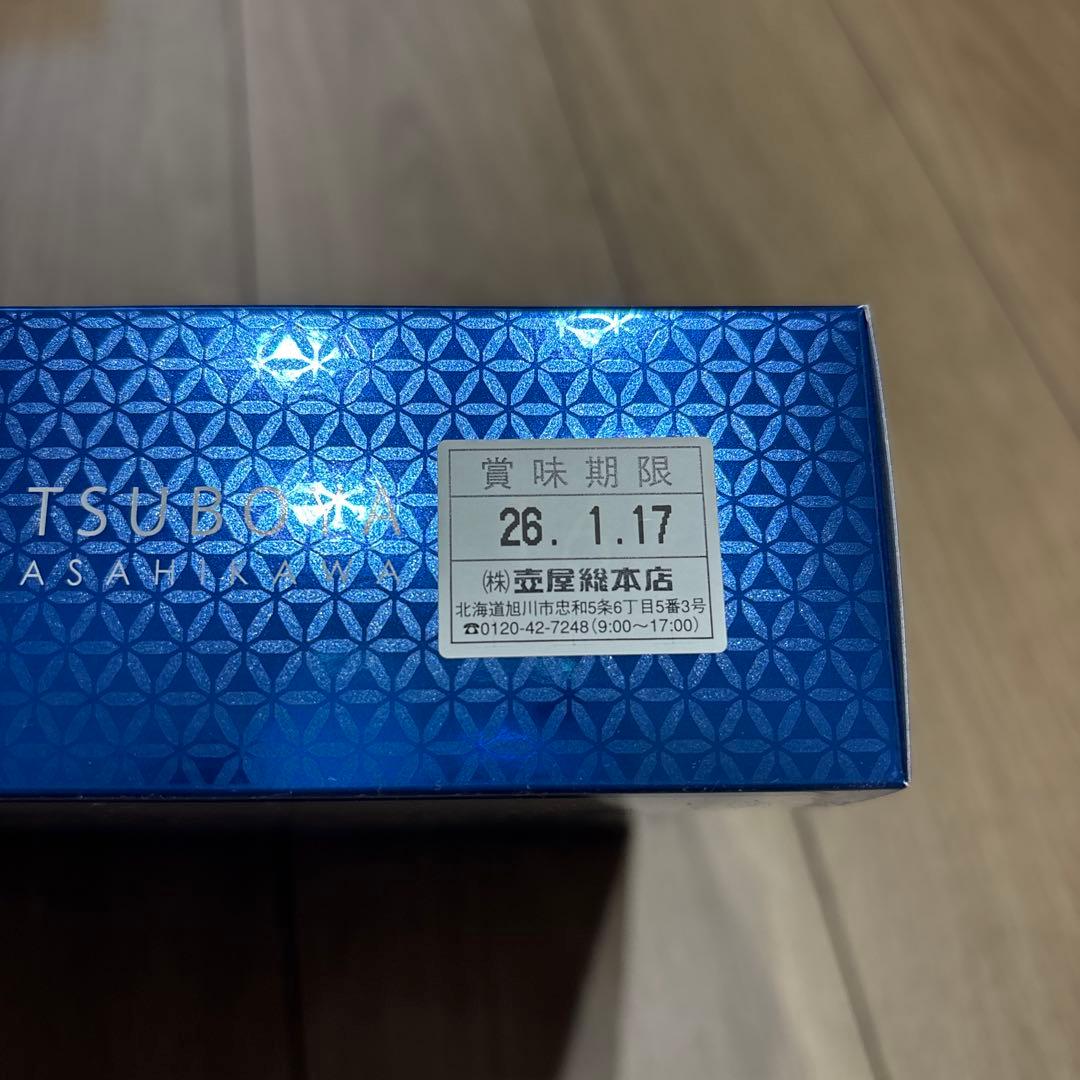 TSUBOYA
ASAHIKAWA
賞味期限
26. 1.17
㈱壺屋総本店
北海道旭川市忠和5条6丁目5番3号
☎0120-42-7248(9:00〜17:00)